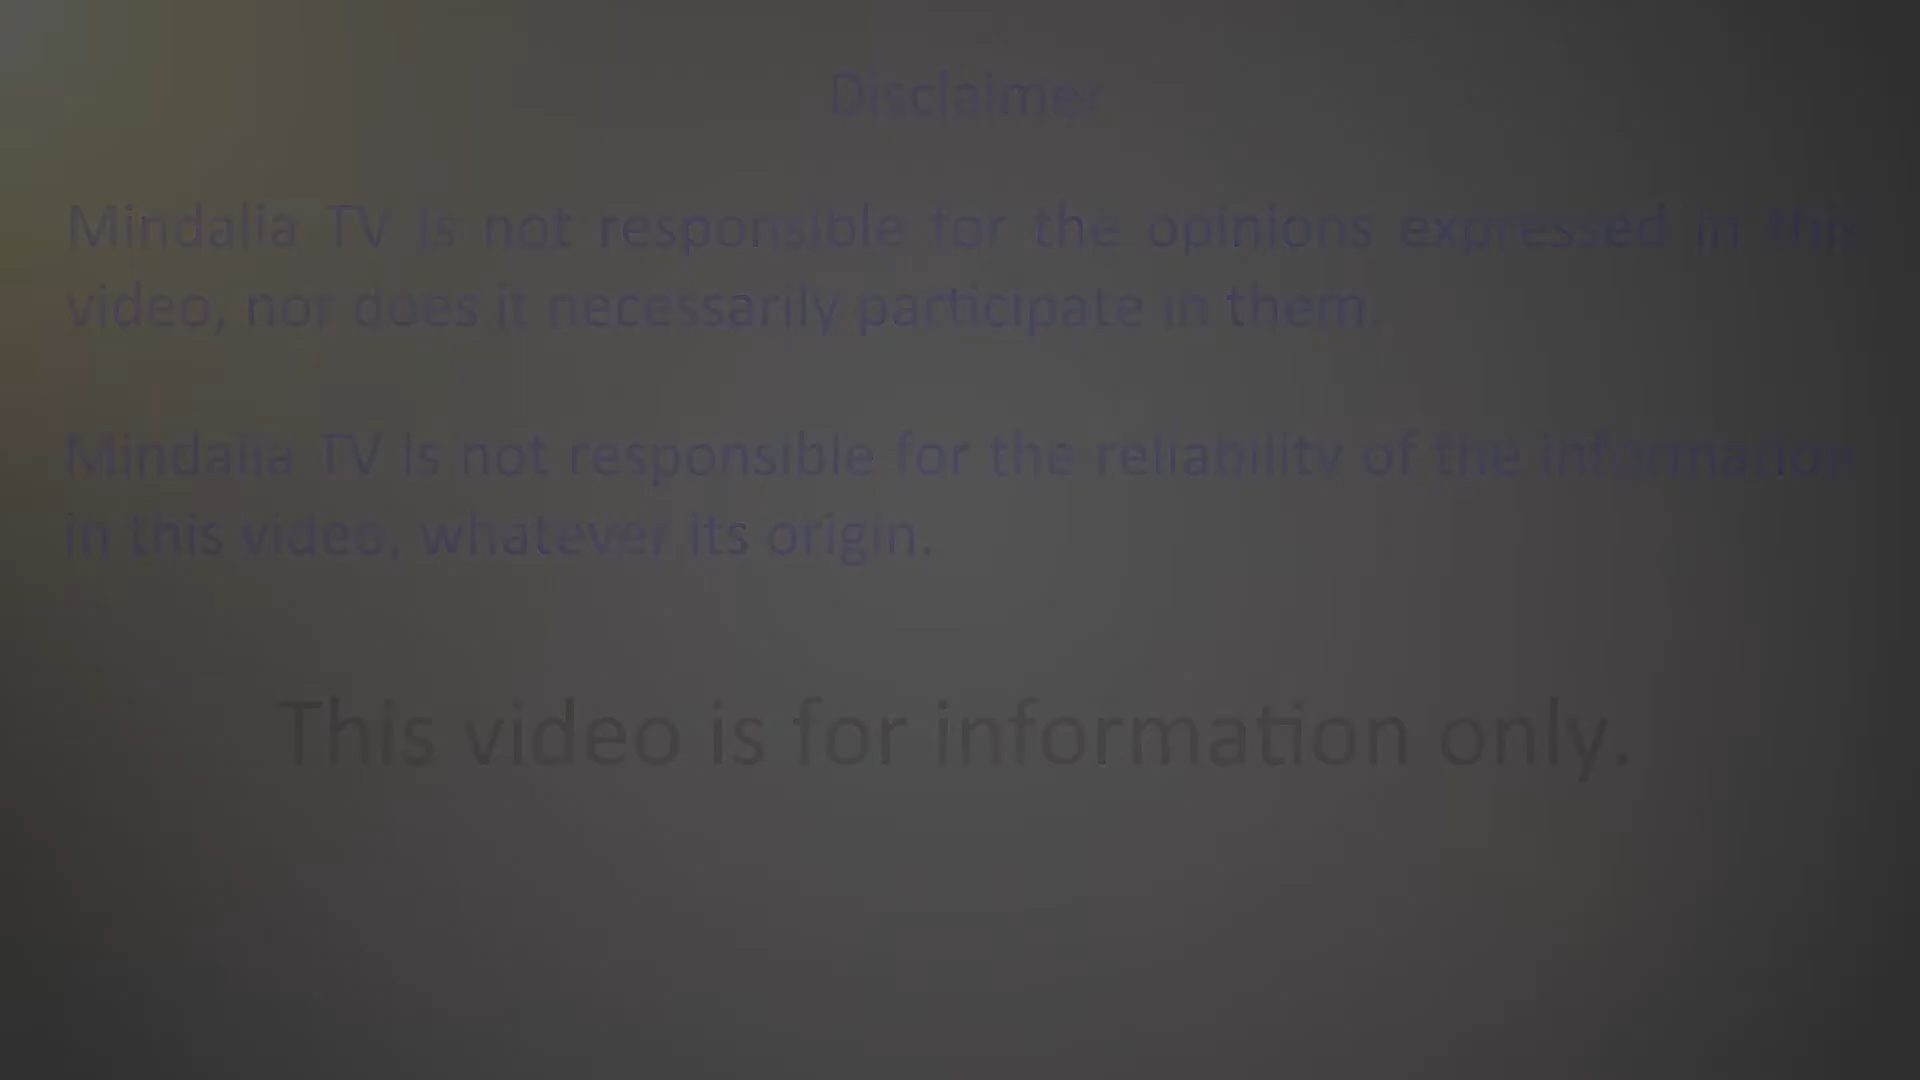 Disclaimer
Mindalia TV is not responsible for the opinions expressed in this
video, nor does it necessarily participate in them.
Mindalia TV is not responsible for the reliability of the information
in this video, whatever its origin.
This video is for information only.